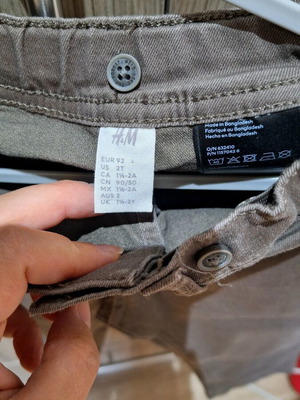 H&M
EUR 92
US 2T
CA 1½-2A
CN 90/50
MX 1½-2A
AUS 2
UK 1½-2Y
Made in Bangladesh
Fabriqué au Bangladesh
Hecho en Bangladesh
O/N 632410